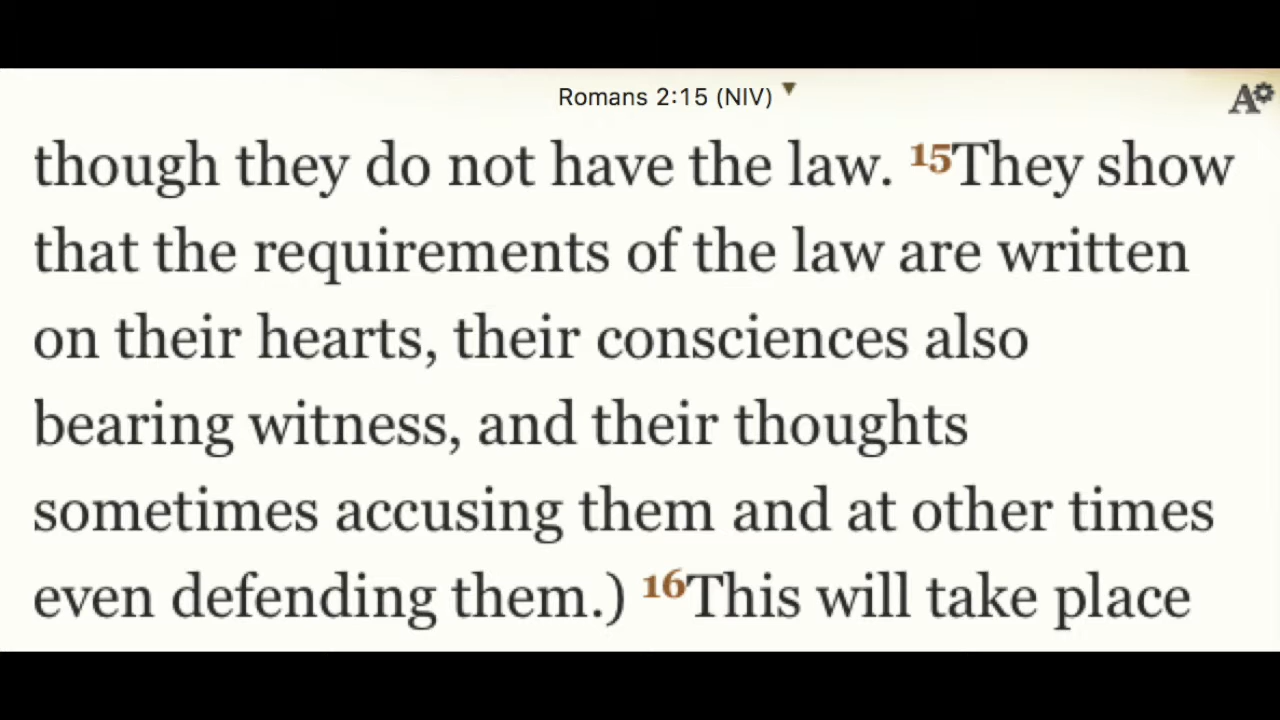 Romans 2:15 (NIV)
though they do not have the law. 15They show
that the requirements of the law are written
on their hearts, their consciences also
bearing witness, and their thoughts
sometimes accusing them and at other times
even defending them.) 16This will take place